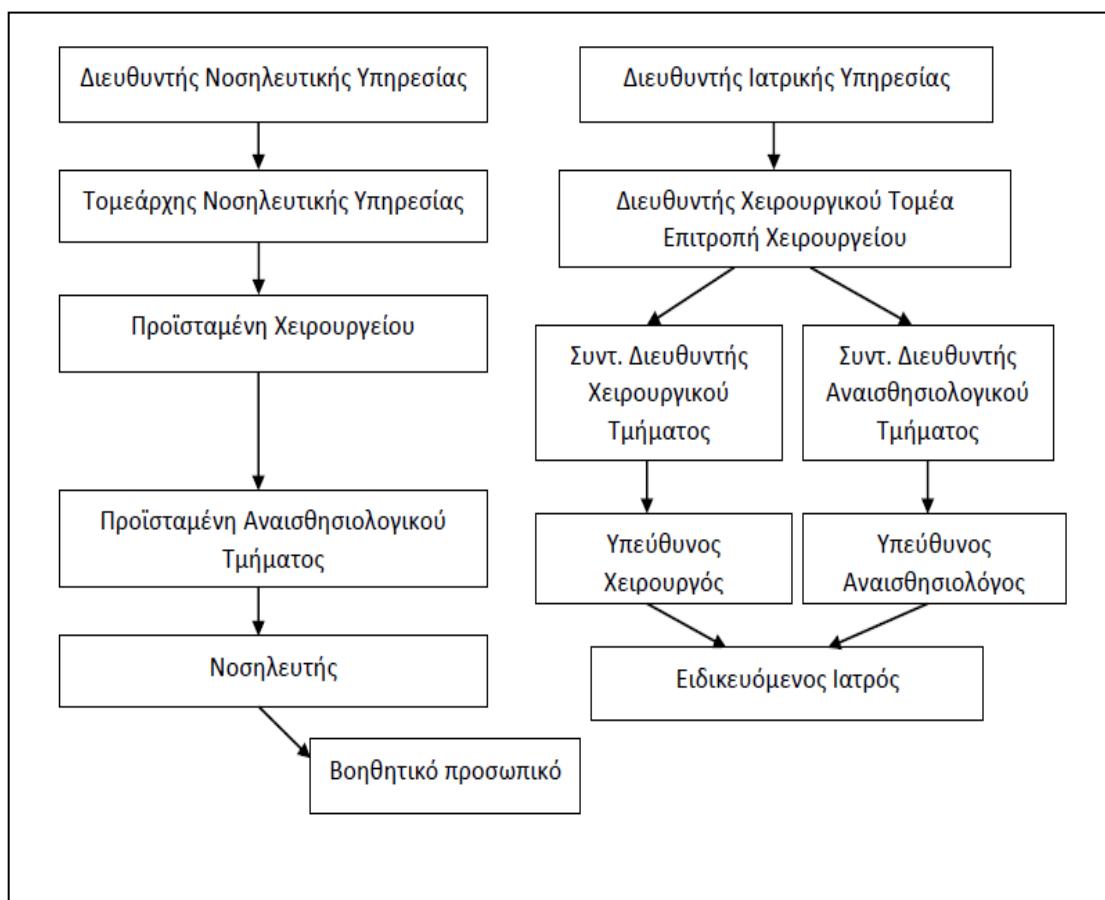 Διευθυντής Νοσηλευτικής Υπηρεσίας
Τομεάρχης Νοσηλευτικής Υπηρεσίας
Προϊσταμένη Χειρουργείου
Προϊσταμένη Αναισθησιολογικού
Τμήματος
Νοσηλευτής
Βοηθητικό προσωπικό
Διευθυντής Ιατρικής Υπηρεσίας
Διευθυντής Χειρουργικού Τομέα
Επιτροπή Χειρουργείου
Συντ. Διευθυντής
Χειρουργικού
Τμήματος
Συντ. Διευθυντής
Αναισθησιολογικού
Τμήματος
Υπεύθυνος
Χειρουργός
Υπεύθυνος
Αναισθησιολόγος
Ειδικευόμενος Ιατρός